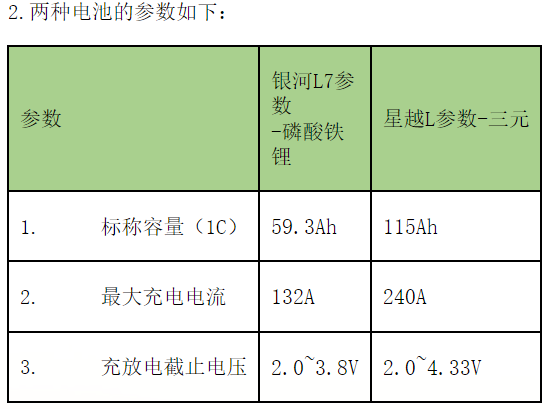 2.两种电池的参数如下：
参数
银河L7参
数
-磷酸铁
锂
星越L参数-三元
1. 标称容量（1C） 59.3Ah 115Ah
2. 最大充电电流 132A 240A
3. 充放电截止电压 2.0~3.8V 2.0~4.33V